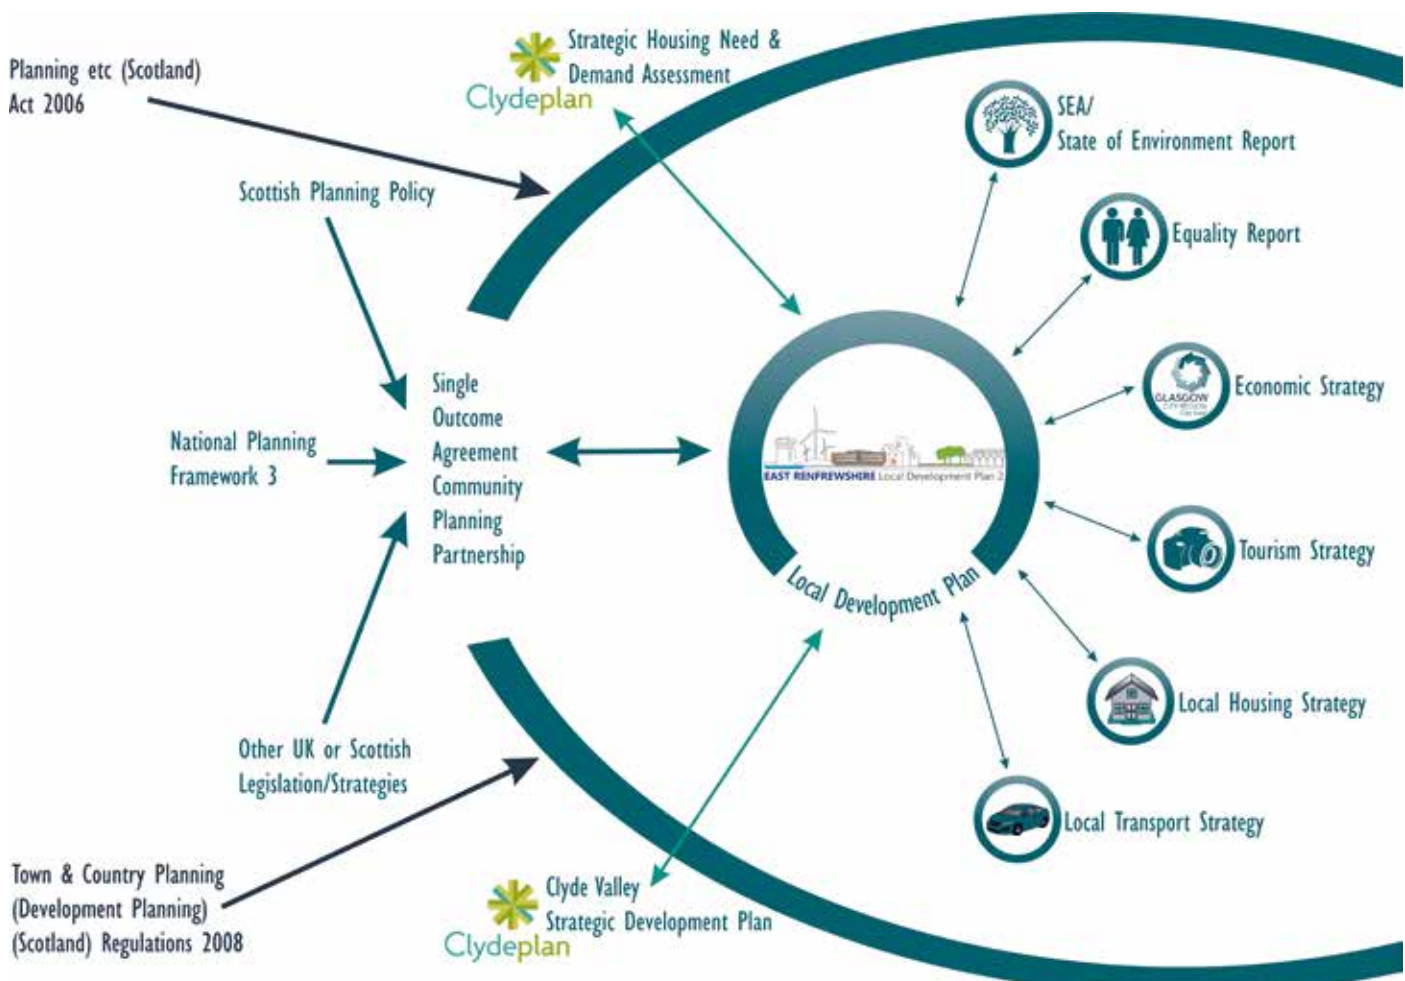 Planning etc (Scotland)
Act 2006
Clydeplan
Strategic Housing Need &
Demand Assessment
Scottish Planning Policy
National Planning
Framework 3
Other UK or Scottish
Legislation/Strategies
Town & Country Planning
(Development Planning)
(Scotland) Regulations 2008
Single
Outcome
Agreement
Community
Planning
Partnership
EAST RENFREWSHIRE Local Development Plan 2
Local Development Plan
Clydeplan
Clyde Valley
Strategic Development Plan
SEA/
State of Environment Report
Equality Report
GLASGOW
CITY REGION
Economic Strategy
Tourism Strategy
Local Housing Strategy
Local Transport Strategy